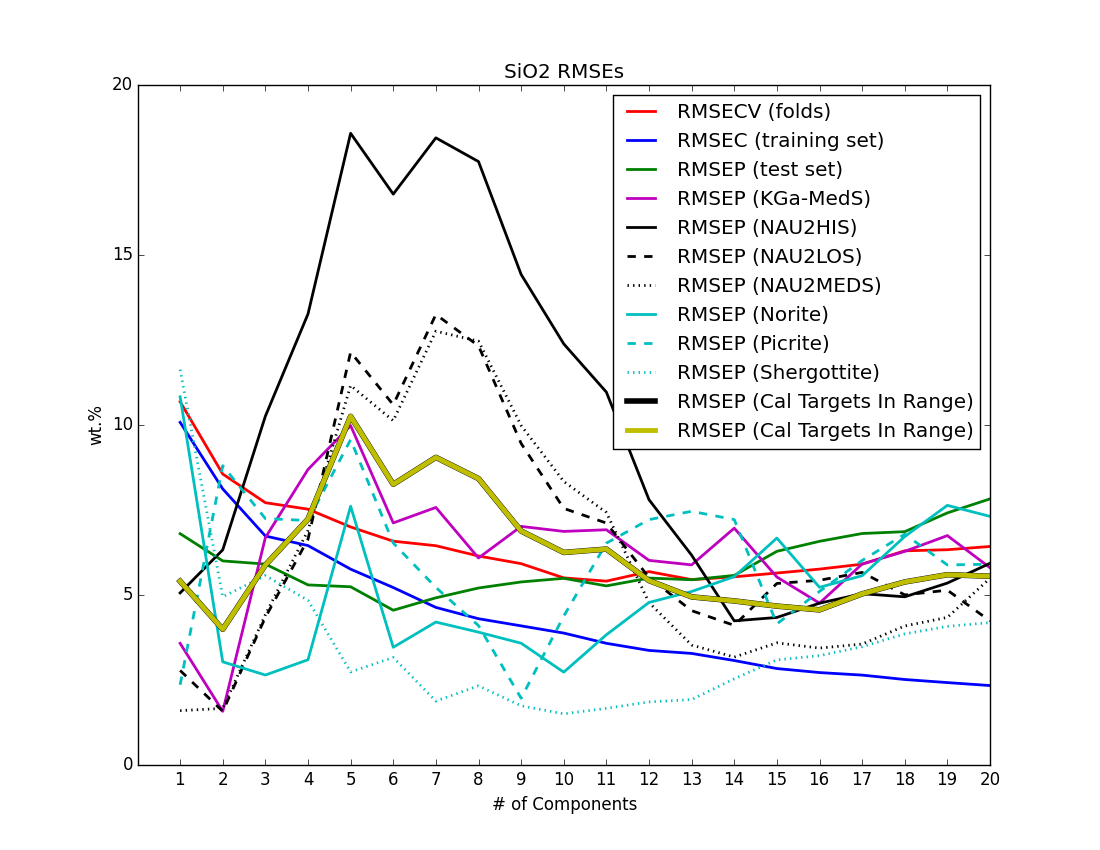 SiO2 RMSEs
20
15
10
5
0
wt.%
RMSECV (folds)
RMSEC (training set)
RMSEP (test set)
RMSEP (KGa-MedS)
RMSEP (NAU2HIS)
RMSEP (NAU2LOS)
RMSEP (NAU2MEDS)
RMSEP (Norite)
RMSEP (Picrite)
RMSEP (Shergottite)
RMSEP (Cal Targets In Range)
RMSEP (Cal Targets In Range)
1 2 3 4 5 6 7 8 9 10 11 12 13 14 15 16 17 18 19 20
# of Components